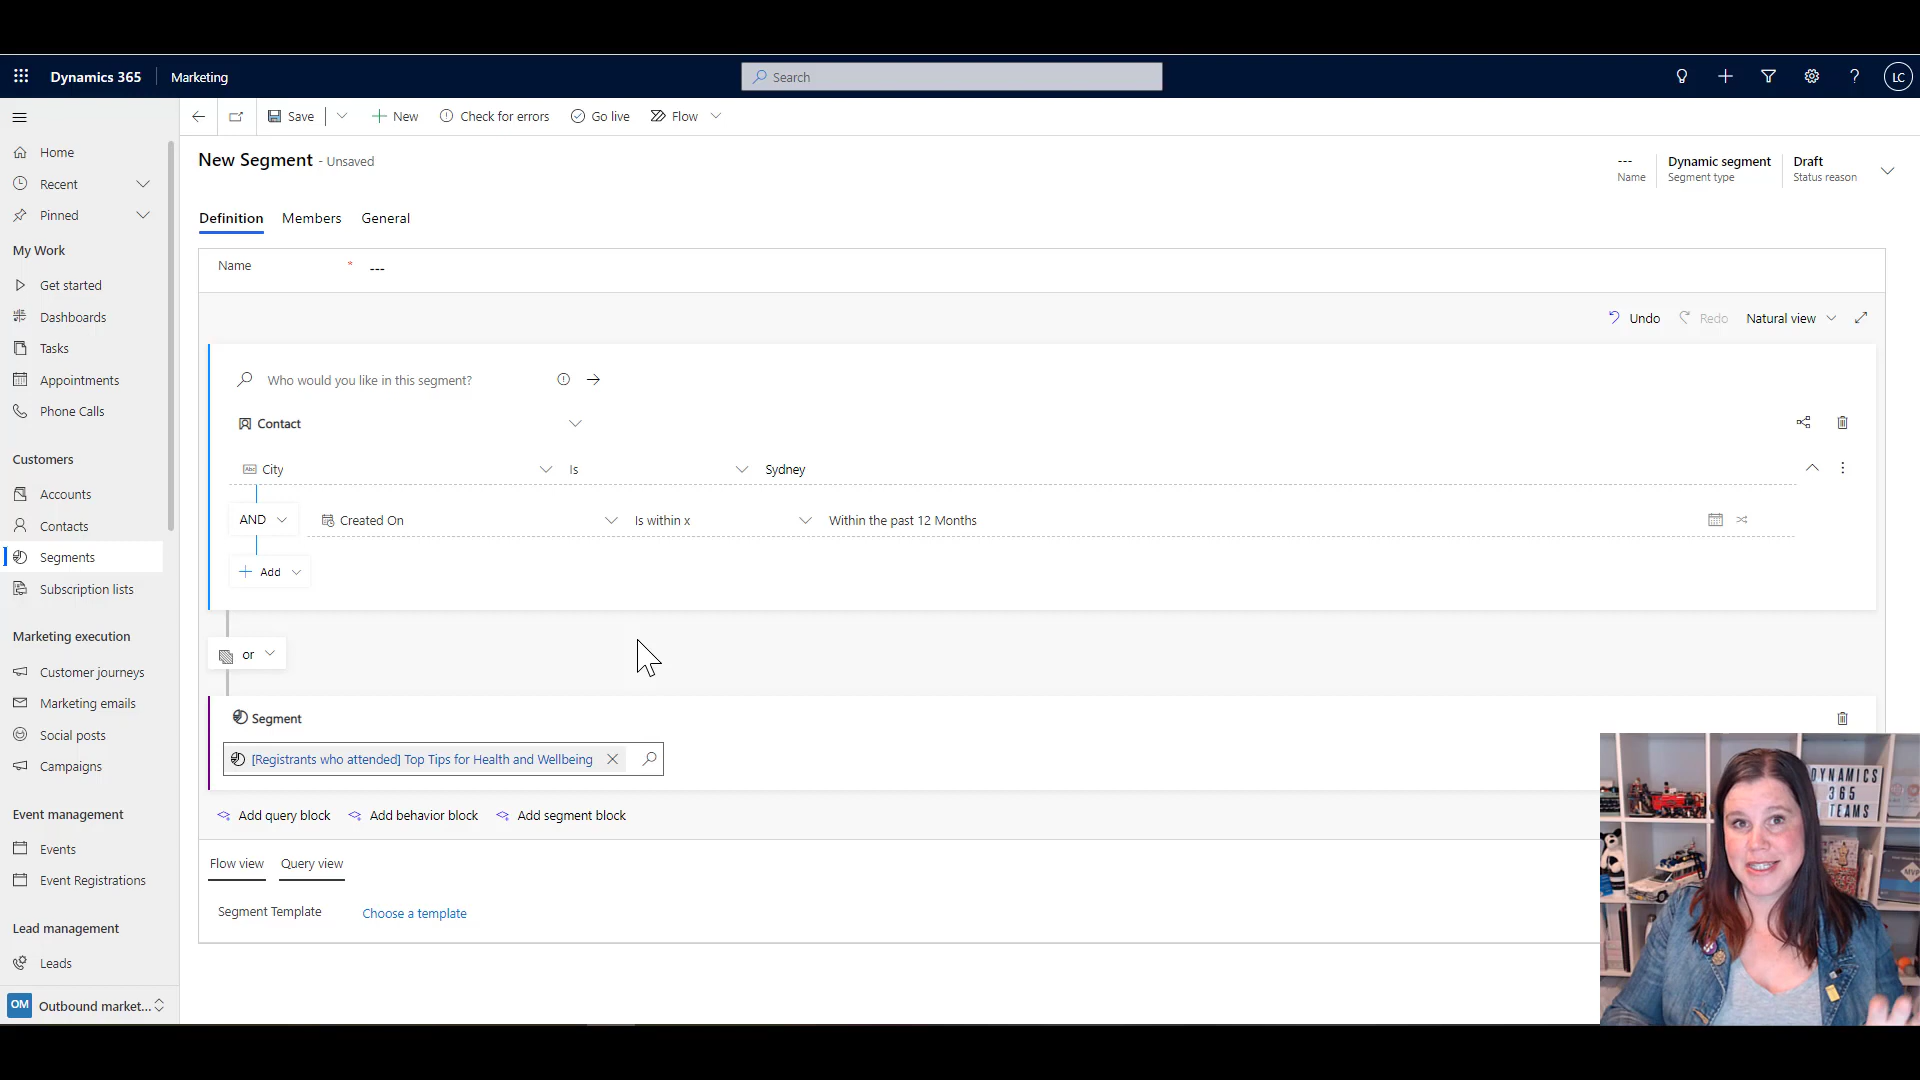 Dynamics 365
Marketing
Search
LC
Save
New
Check for errors
Go live
Flow
Home
Recent
Pinned
My Work
Get started
Dashboards
Tasks
Appointments
Phone Calls
Customers
Accounts
Contacts
Segments
Subscription lists
Marketing execution
Customer journeys
Marketing emails
Social posts
Campaigns
Event management
Events
Event Registrations
Lead management
Leads
OM Outbound market...
New Segment - Unsaved
---
Name
Dynamic segment
Segment type
Draft
Status reason
Definition
Members
General
Name * ---
Undo
Redo
Natural view
Who would you like in this segment?
Contact
Abc City
Is
Sydney
AND
Created On
Is within x
Within the past 12 Months
Add
or
Segment
[Registrants who attended] Top Tips for Health and Wellbeing
Add query block
Add behavior block
Add segment block
Flow view
Query view
Segment Template
Choose a template
DYNAMICS
365
TEAMS
MVP